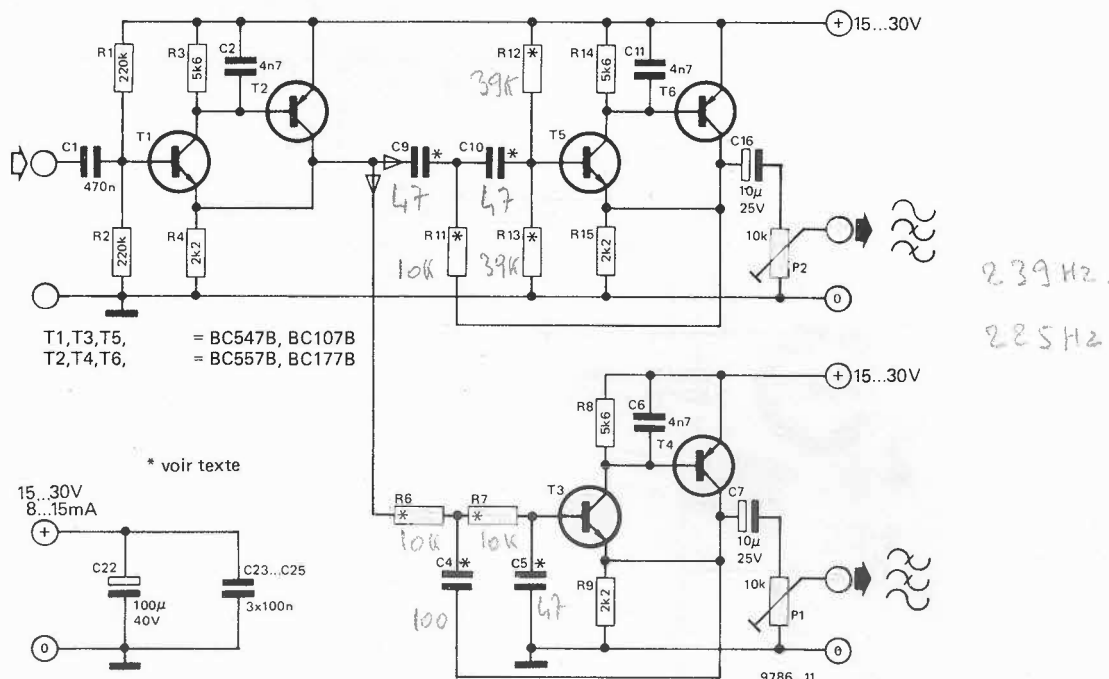 15...30V
R1
220k
R3
5k6
C2
4n7
T2
T1
C1
470n
R2
220k
R4
2k2
C9
*
47
C10
*
47
R12
*
39K
R11
*
10K
R13
*
39K
R14
5k6
C11
4n7
T6
T5
R15
2k2
C16
10µ
25V
10k
P2
0
239Hz.
225Hz
T1,T3,T5, = BC547B, BC107B
T2,T4,T6, = BC557B, BC177B
15...30V
R8
5k6
C6
4n7
T4
* voir texte
15...30V
8...15mA
+
C22
100µ
40V
C23...C25
3x100n
0
R6
*
10K
R7
*
10K
T3
C4
*
100
C5
*
47
R9
2k2
C7
10µ
25V
10k
P1
0
9786 11